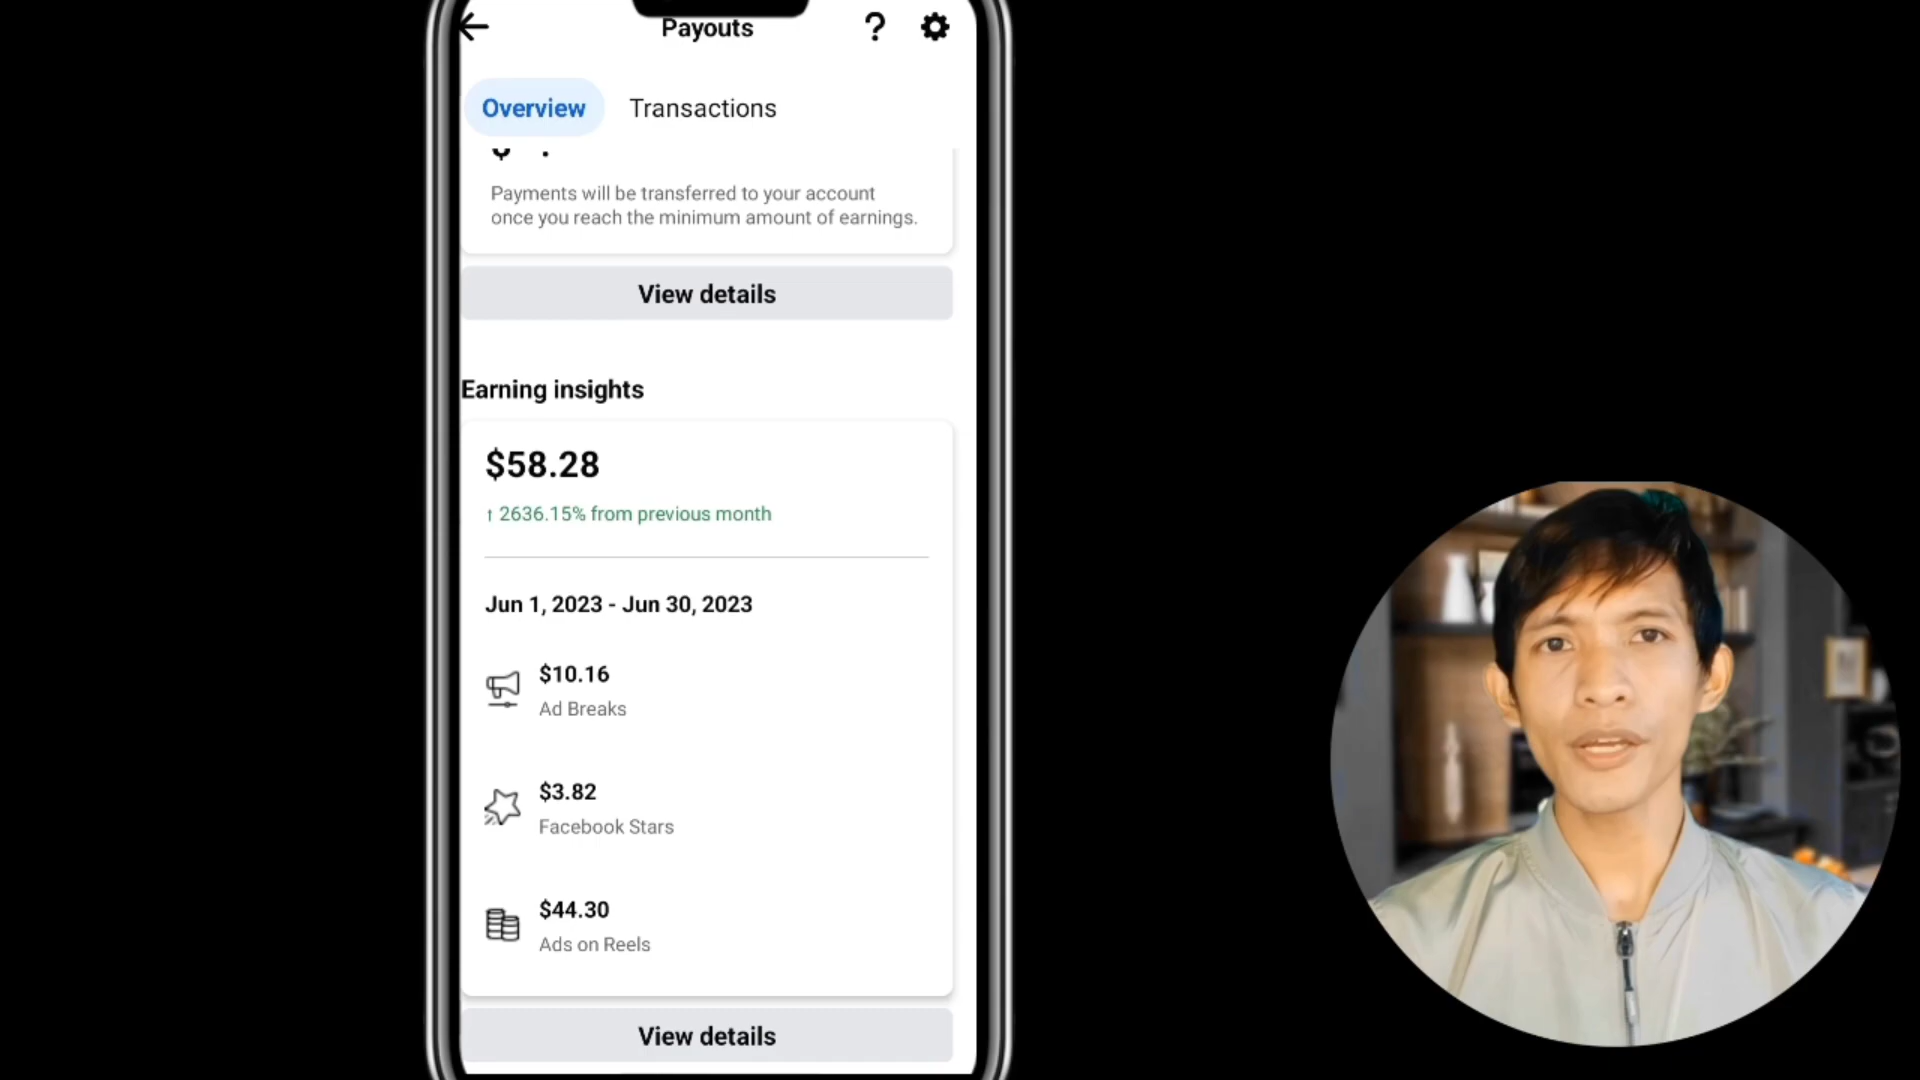 Payouts
Overview
Transactions
Payments will be transferred to your account
once you reach the minimum amount of earnings.
View details
Earning insights
$58.28
↑ 2636.15% from previous month
Jun 1, 2023 - Jun 30, 2023
$10.16
Ad Breaks
$3.82
Facebook Stars
$44.30
Ads on Reels
View details